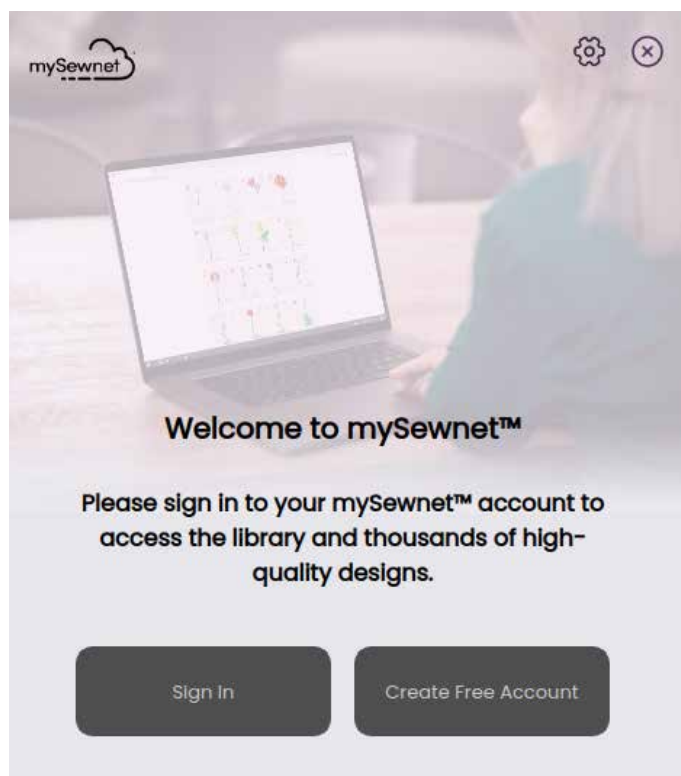 mySewnet
Welcome to mySewnet™
Please sign in to your mySewnet™ account to
access the library and thousands of high-
quality designs.
Sign In
Create Free Account